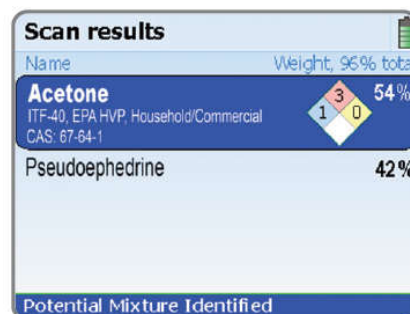 Scan results
Name Weight, 96% total
Acetone 54%
ITF-40, EPA HVP, Household/Commercial
CAS: 67-64-1
3
1 0
Pseudoephedrine 42%
Potential Mixture Identified